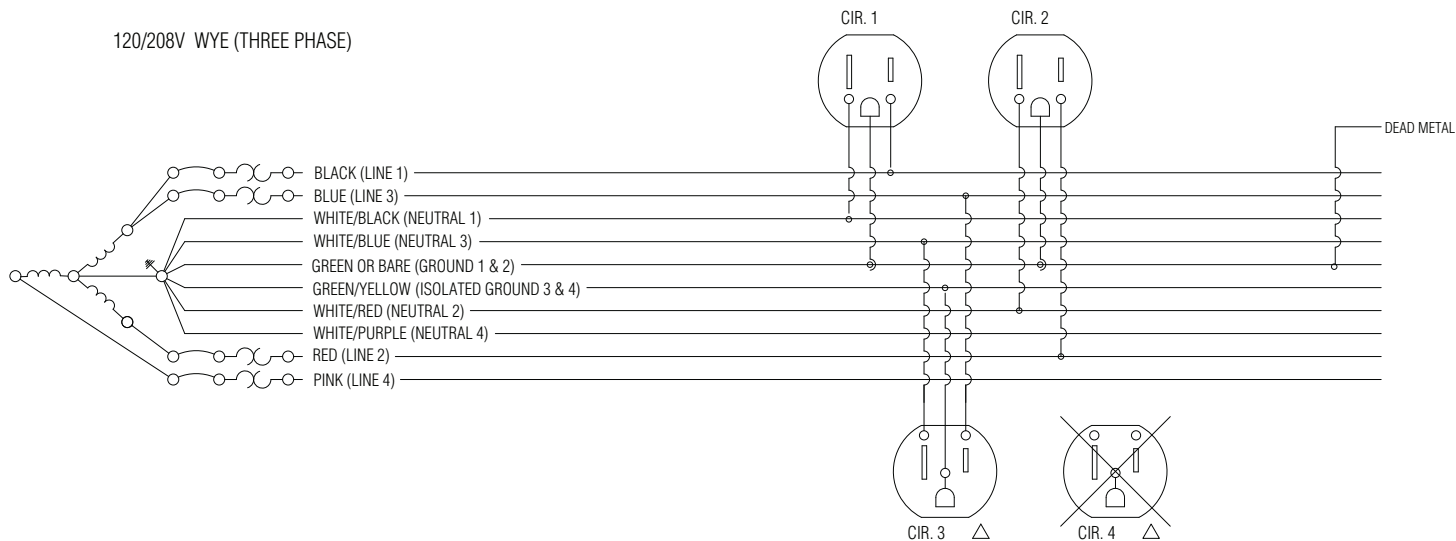 CIR. 1
CIR. 2
120/208V WYE (THREE PHASE)
DEAD METAL
BLACK (LINE 1)
BLUE (LINE 3)
WHITE/BLACK (NEUTRAL 1)
WHITE/BLUE (NEUTRAL 3)
GREEN OR BARE (GROUND 1 & 2)
GREEN/YELLOW (ISOLATED GROUND 3 & 4)
WHITE/RED (NEUTRAL 2)
WHITE/PURPLE (NEUTRAL 4)
RED (LINE 2)
PINK (LINE 4)
CIR. 3
CIR. 4